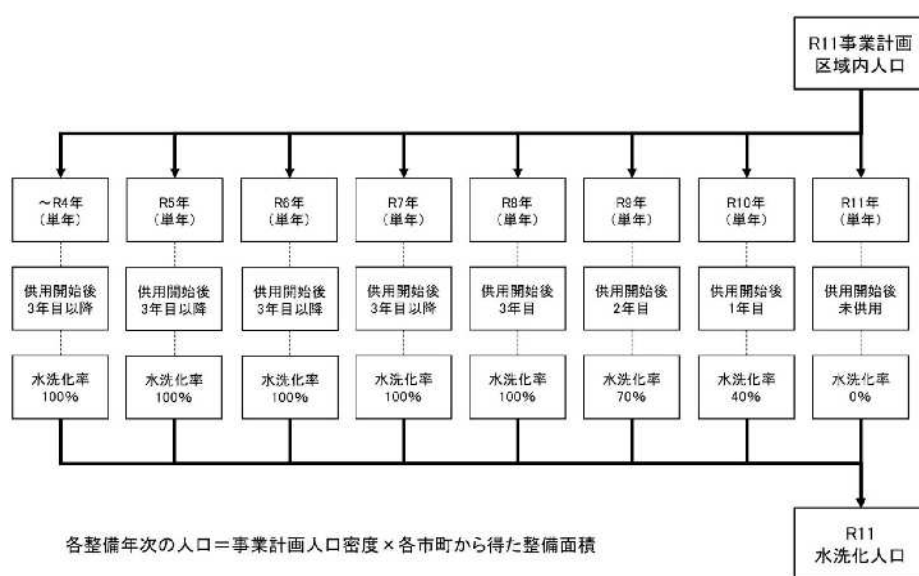 R11事業計画
区域内人口
～R4年
(単年)
R5年
(単年)
R6年
(単年)
R7年
(単年)
R8年
(単年)
R9年
(単年)
R10年
(単年)
R11年
(単年)
供用開始後
3年目以降
供用開始後
3年目以降
供用開始後
3年目以降
供用開始後
3年目以降
供用開始後
3年目
供用開始後
2年目
供用開始後
1年目
供用開始後
未供用
水洗化率
100%
水洗化率
100%
水洗化率
100%
水洗化率
100%
水洗化率
100%
水洗化率
70%
水洗化率
40%
水洗化率
0%
各整備年次の人口＝事業計画人口密度×各市町から得た整備面積
R11
水洗化人口